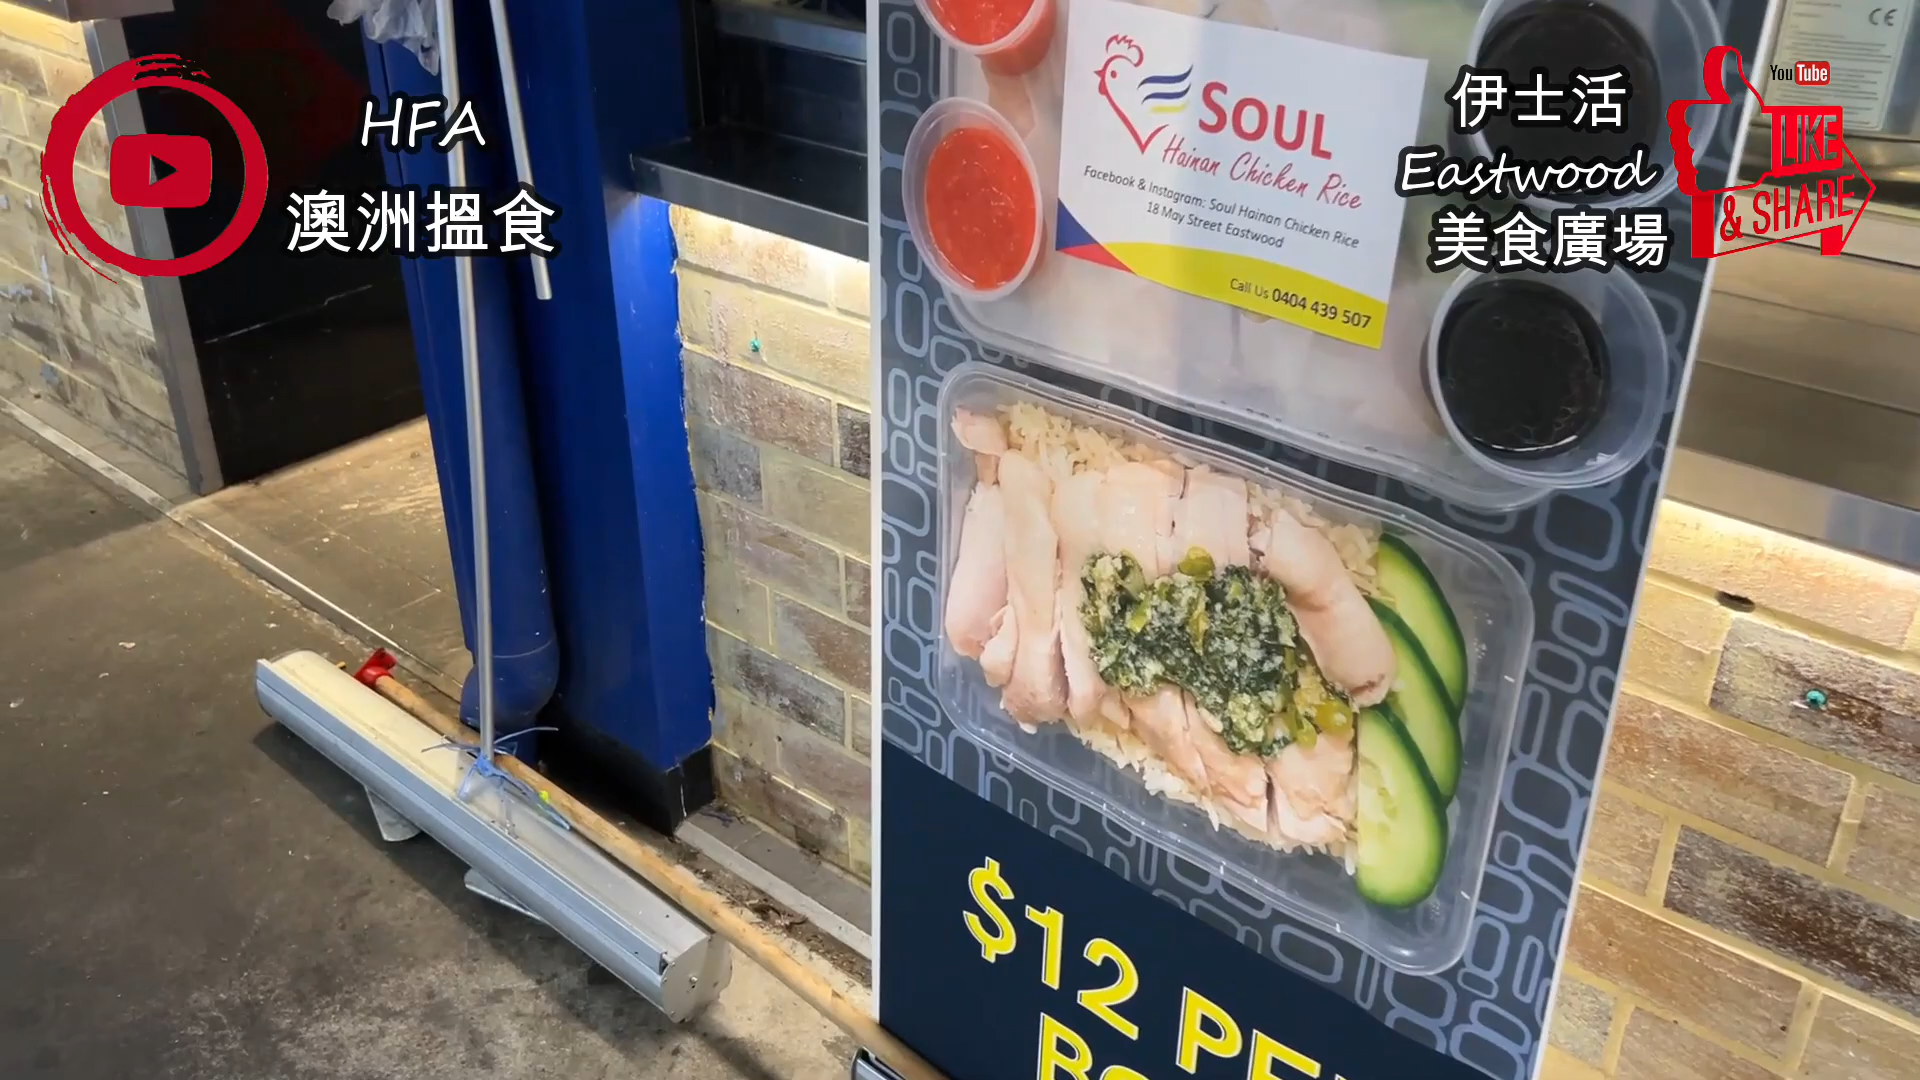 HFA
澳洲搵食
SOUL
Hainan Chicken Rice
Facebook & Instagram: Soul Hainan Chicken Rice
18 May Street Eastwood
Call Us 0404 439 507
伊士活
Eastwood
美食廣場
YouTube
LIKE
& SHARE
CE
$12 PE